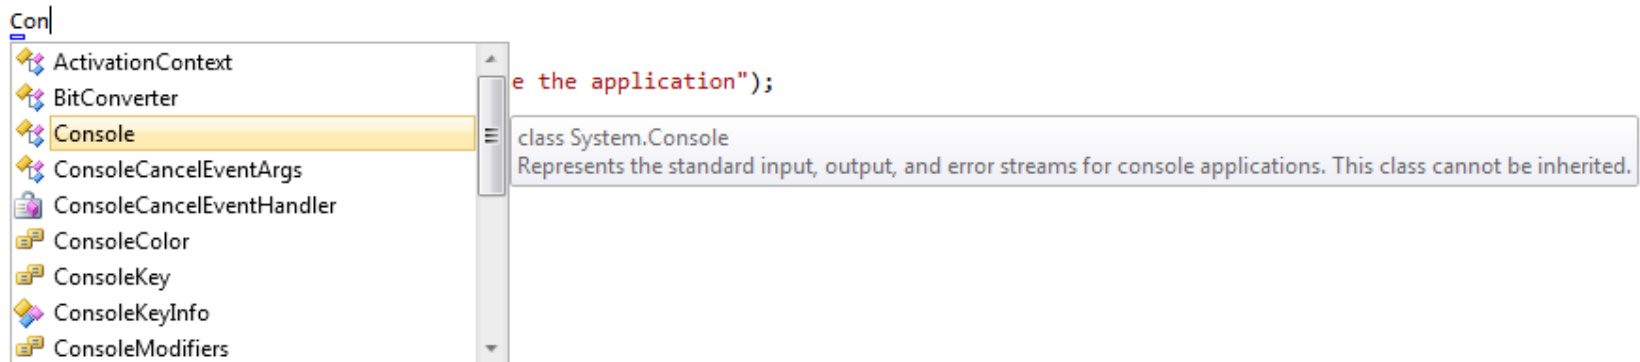 Con
ActivationContext
e the application");
BitConverter
Console
class System.Console
Represents the standard input, output, and error streams for console applications. This class cannot be inherited.
ConsoleCancelEventArgs
ConsoleCancelEventHandler
ConsoleColor
ConsoleKey
ConsoleKeyInfo
ConsoleModifiers